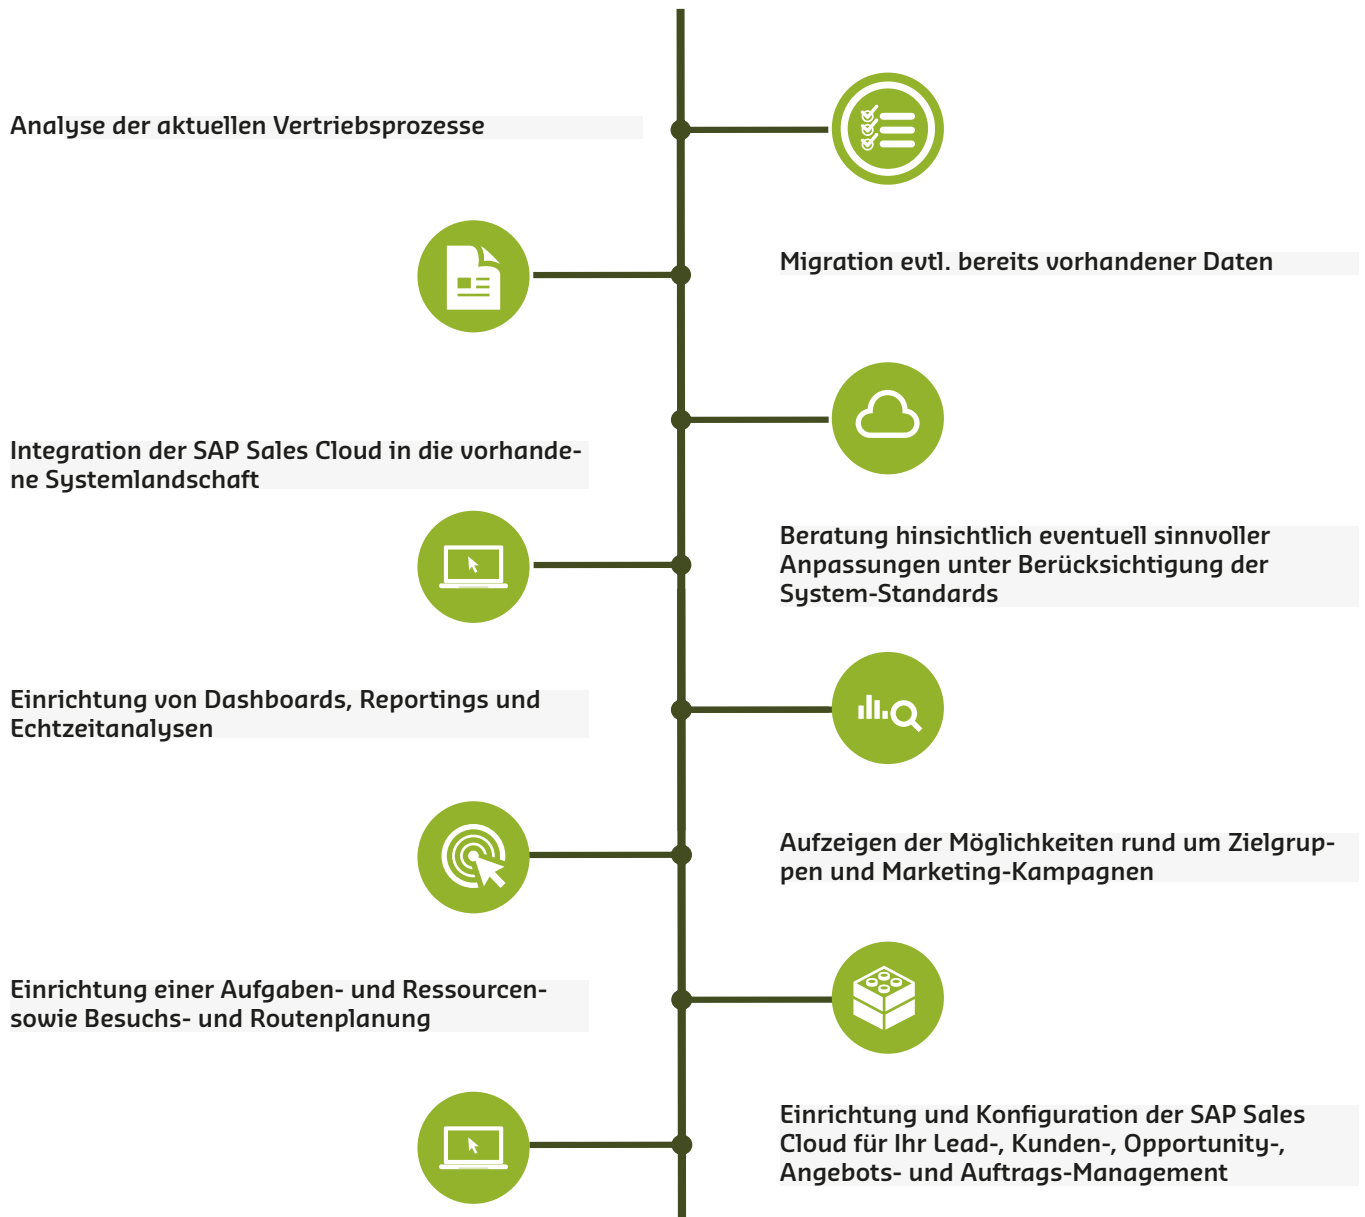 Analyse der aktuellen Vertriebsprozesse
Migration evtl. bereits vorhandener Daten
Integration der SAP Sales Cloud in die vorhande-
ne Systemlandschaft
Beratung hinsichtlich eventuell sinnvoller
Anpassungen unter Berücksichtigung der
System-Standards
Einrichtung von Dashboards, Reportings und
Echtzeitanalysen
Aufzeigen der Möglichkeiten rund um Zielgrup-
pen und Marketing-Kampagnen
Einrichtung einer Aufgaben- und Ressourcen-
sowie Besuchs- und Routenplanung
Einrichtung und Konfiguration der SAP Sales
Cloud für Ihr Lead-, Kunden-, Opportunity-,
Angebots- und Auftrags-Management